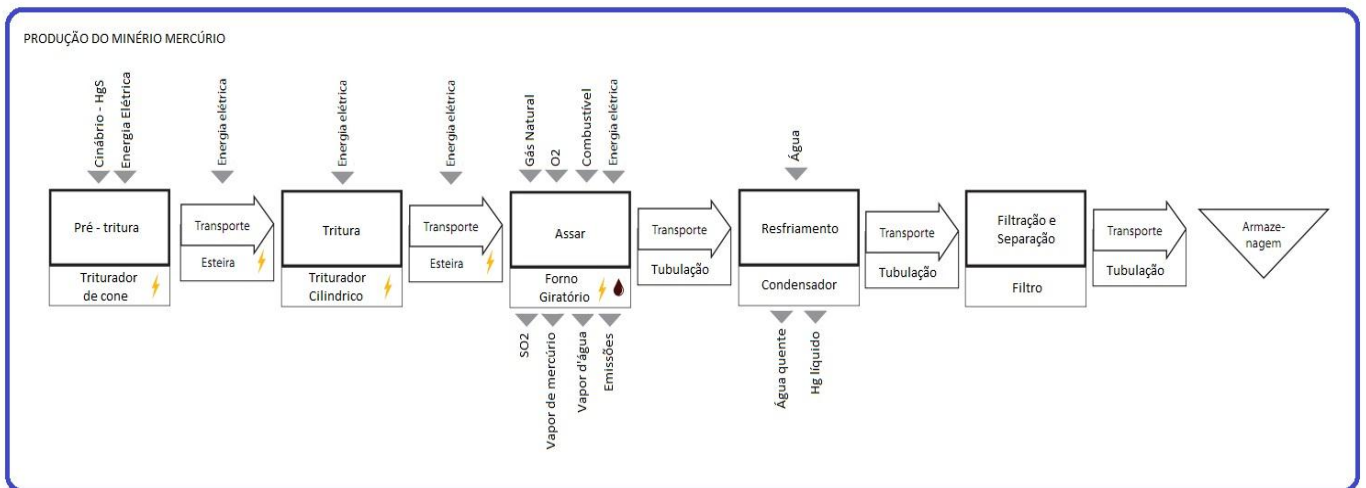 PRODUÇÃO DO MINÉRIO MERCÚRIO
Cinábrio - HgS
Energia Elétrica
Energia elétrica
Energia elétrica
Energia elétrica
Gás Natural
O2
Combustível
Energia elétrica
Água
Pré - tritura
Triturador
de cone
Transporte
Esteira
Tritura
Triturador
Cilindrico
Transporte
Esteira
Assar
Forno
Giratório
Transporte
Tubulação
Resfriamento
Condensador
Transporte
Tubulação
Filtração e
Separação
Filtro
Transporte
Tubulação
Armaze-
nagem
SO2
Vapor de mercúrio
Vapor d'água
Emissões
Água quente
Hg líquido